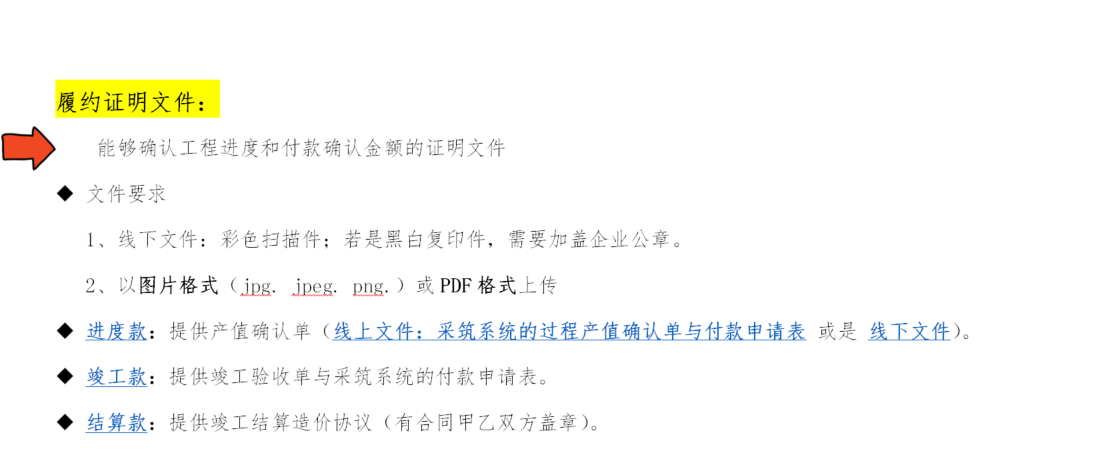 履约证明文件：
能够确认工程进度和付款确认金额的证明文件
◆ 文件要求
1、线下文件：彩色扫描件；若是黑白复印件，需要加盖企业公章。
2、以图片格式（jpg. jpeg. png.）或 PDF 格式上传
◆ 进度款：提供产值确认单（线上文件：采筑系统的过程产值确认单与付款申请表 或是 线下文件）。
◆ 竣工款：提供竣工验收单与采筑系统的付款申请表。
◆ 结算款：提供竣工结算造价协议（有合同甲乙双方盖章）。